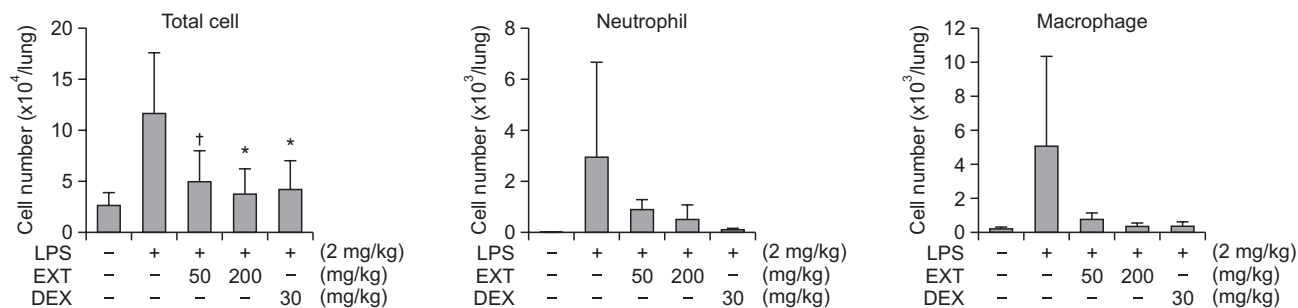 Total cell
20
15
10
5
0
Cell number (x10⁴/lung)
†
*
*
LPS – + + + + (2 mg/kg)
EXT – – 50 200 – (mg/kg)
DEX – – – – 30 (mg/kg)
Neutrophil
8
6
4
2
0
Cell number (x10³/lung)
LPS – + + + + (2 mg/kg)
EXT – – 50 200 – (mg/kg)
DEX – – – – 30 (mg/kg)
Macrophage
12
10
8
6
4
2
0
Cell number (x10³/lung)
LPS – + + + + (2 mg/kg)
EXT – – 50 200 – (mg/kg)
DEX – – – – 30 (mg/kg)